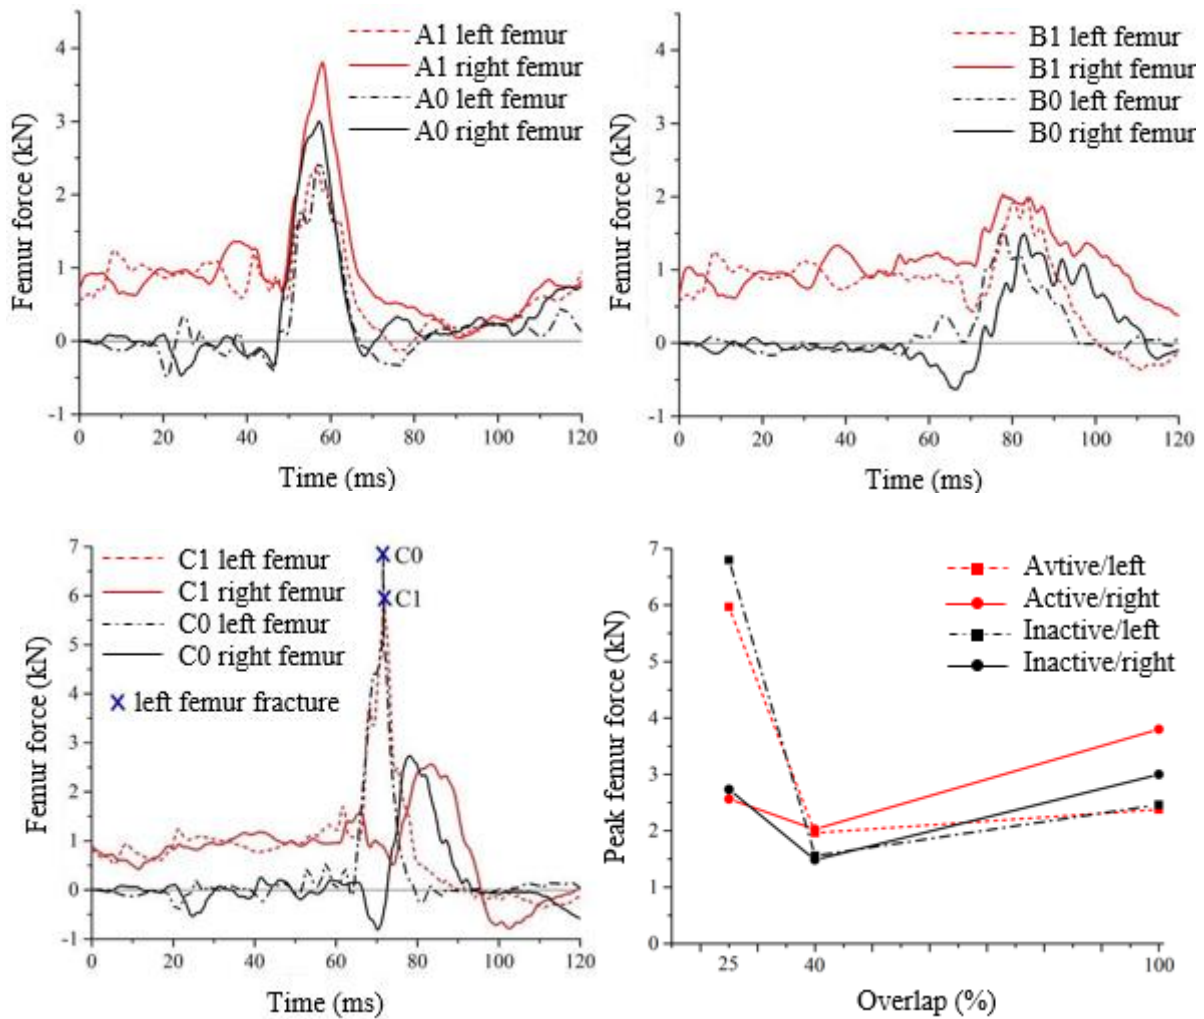 A1 left femur
A1 right femur
A0 left femur
A0 right femur
Femur force (kN)
4
3
2
1
0
-1
0
20
40
60
80
100
120
Time (ms)
B1 left femur
B1 right femur
B0 left femur
B0 right femur
Femur force (kN)
4
3
2
1
0
-1
0
20
40
60
80
100
120
Time (ms)
C1 left femur
C1 right femur
C0 left femur
C0 right femur
left femur fracture
C0
C1
Femur force (kN)
7
6
5
4
3
2
1
0
-1
0
20
40
60
80
100
120
Time (ms)
Avtive/left
Active/right
Inactive/left
Inactive/right
Peak femur force (kN)
7
6
5
4
3
2
1
0
25
40
100
Overlap (%)